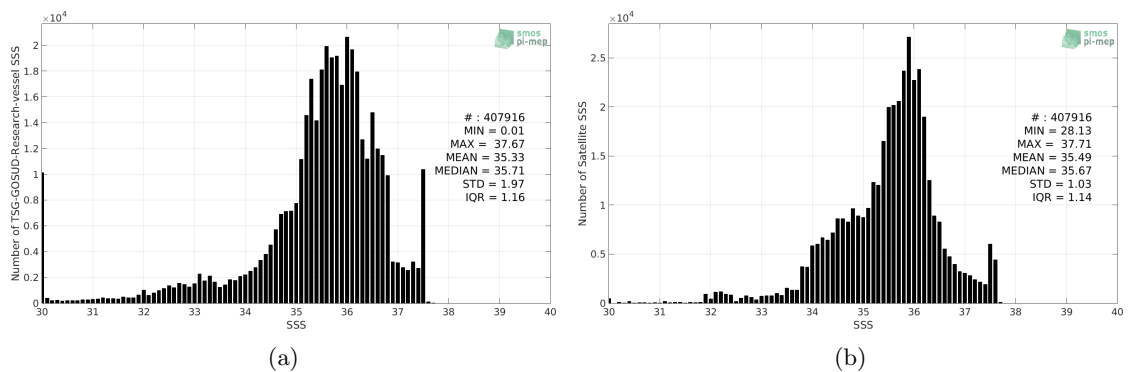 ×10⁴
2
1.8
1.6
1.4
1.2
1
0.8
0.6
0.4
0.2
0
30 31 32 33 34 35 36 37 38 39 40
SSS
Number of TSG-GOSUD-Research-vessel SSS
smos
pi-mep
# : 407916
MIN = 0.01
MAX = 37.67
MEAN = 35.33
MEDIAN = 35.71
STD = 1.97
IQR = 1.16
(a)
×10⁴
2.5
2
1.5
1
0.5
0
30 31 32 33 34 35 36 37 38 39 40
SSS
Number of Satellite SSS
smos
pi-mep
# : 407916
MIN = 28.13
MAX = 37.71
MEAN = 35.49
MEDIAN = 35.67
STD = 1.03
IQR = 1.14
(b)